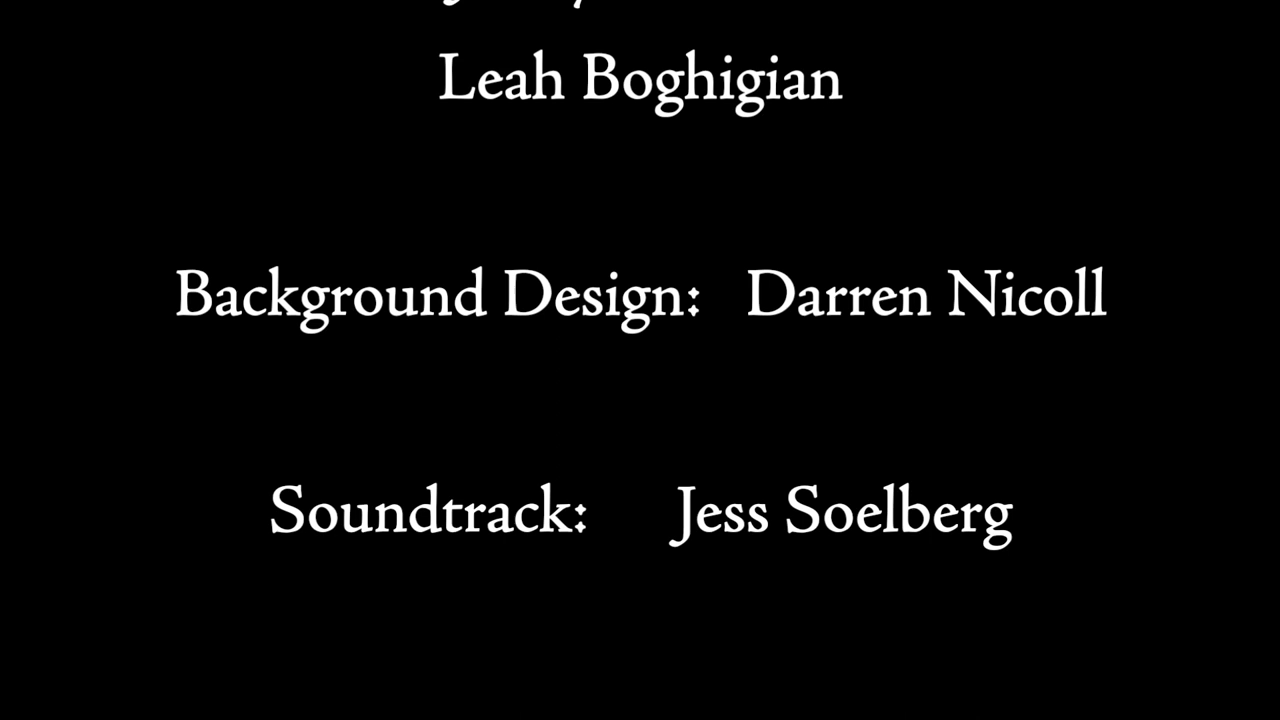 Leah Boghigian
Background Design: Darren Nicoll
Soundtrack: Jess Soelberg